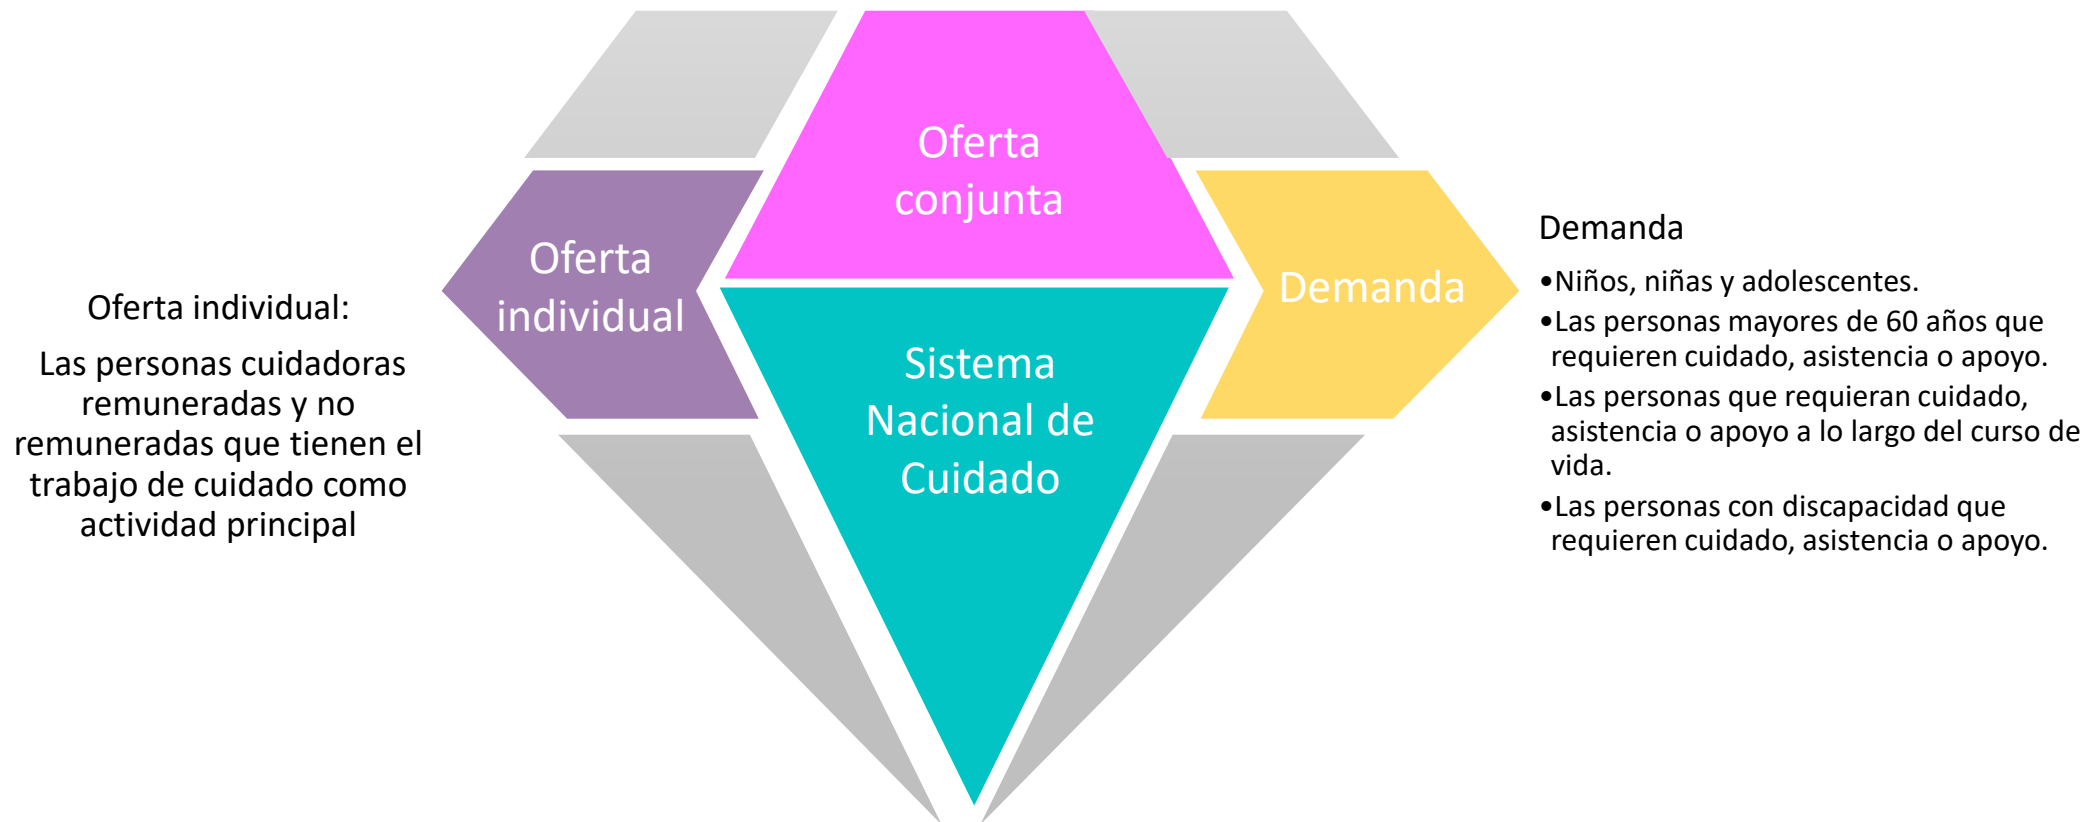 Oferta individual:
Las personas cuidadoras
remuneradas y no
remuneradas que tienen el
trabajo de cuidado como
actividad principal
Oferta
individual
Oferta
conjunta
Sistema
Nacional de
Cuidado
Demanda
Demanda
•Niños, niñas y adolescentes.
•Las personas mayores de 60 años que
requieren cuidado, asistencia o apoyo.
•Las personas que requieran cuidado,
asistencia o apoyo a lo largo del curso de
vida.
•Las personas con discapacidad que
requieren cuidado, asistencia o apoyo.